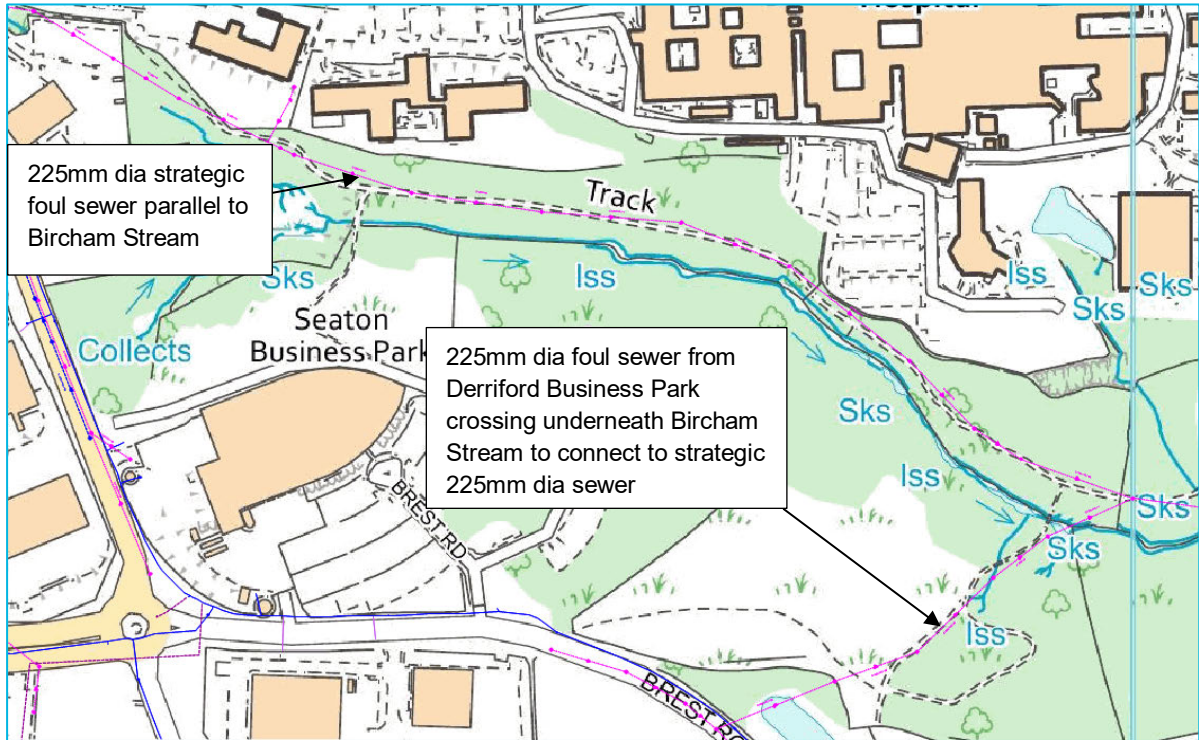 Hospital
225mm dia strategic
foul sewer parallel to
Bircham Stream
Track
Sks
Iss
Iss
Sks
Sks
Seaton
Business Park
Collects
225mm dia foul sewer from
Derriford Business Park
crossing underneath Bircham
Stream to connect to strategic
225mm dia sewer
Sks
Iss
Sks
Sks
BREST RD
Iss
BREST R